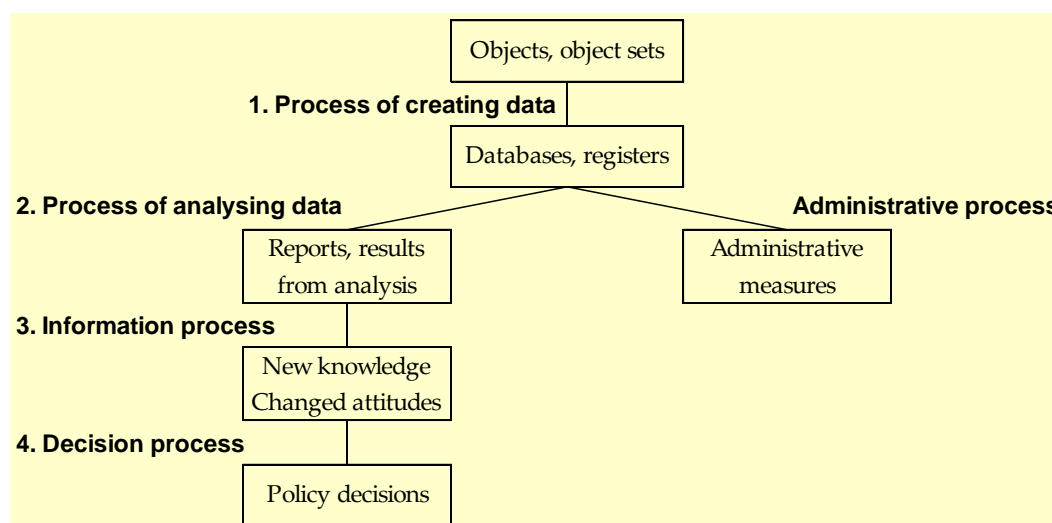 Objects, object sets
1. Process of creating data
Databases, registers
2. Process of analysing data
Administrative process
Reports, results
from analysis
Administrative
measures
3. Information process
New knowledge
Changed attitudes
4. Decision process
Policy decisions